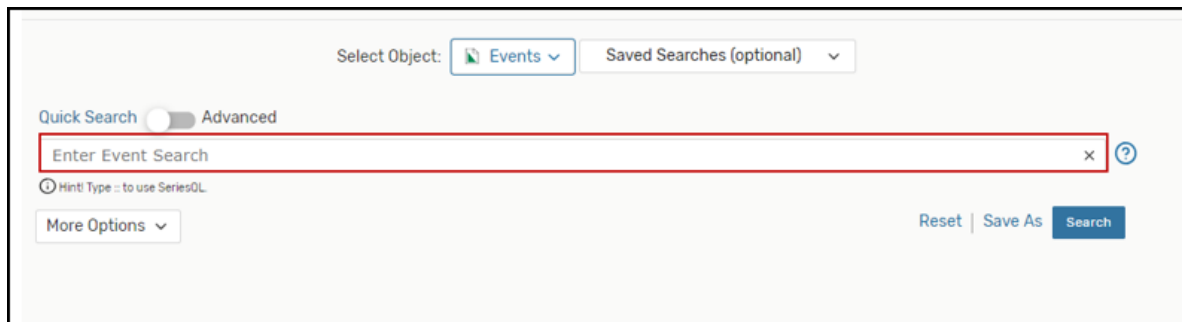 Select Object: Events Saved Searches (optional)
Quick Search Advanced
Enter Event Search ×
Hint! Type :: to use SeriesQL.
More Options Reset | Save As Search